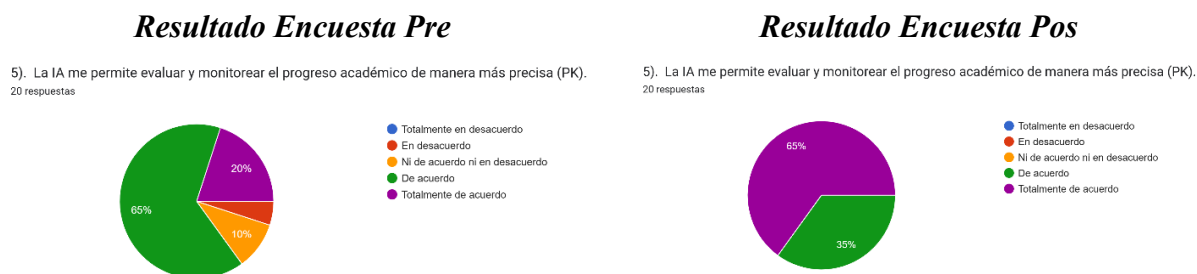 Resultado Encuesta Pre
5). La IA me permite evaluar y monitorear el progreso académico de manera más precisa (PK).
20 respuestas
Totalmente en desacuerdo
En desacuerdo
Ni de acuerdo ni en desacuerdo
De acuerdo
Totalmente de acuerdo
20%
65%
10%
Resultado Encuesta Pos
5). La IA me permite evaluar y monitorear el progreso académico de manera más precisa (PK).
20 respuestas
Totalmente en desacuerdo
En desacuerdo
Ni de acuerdo ni en desacuerdo
De acuerdo
Totalmente de acuerdo
65%
35%